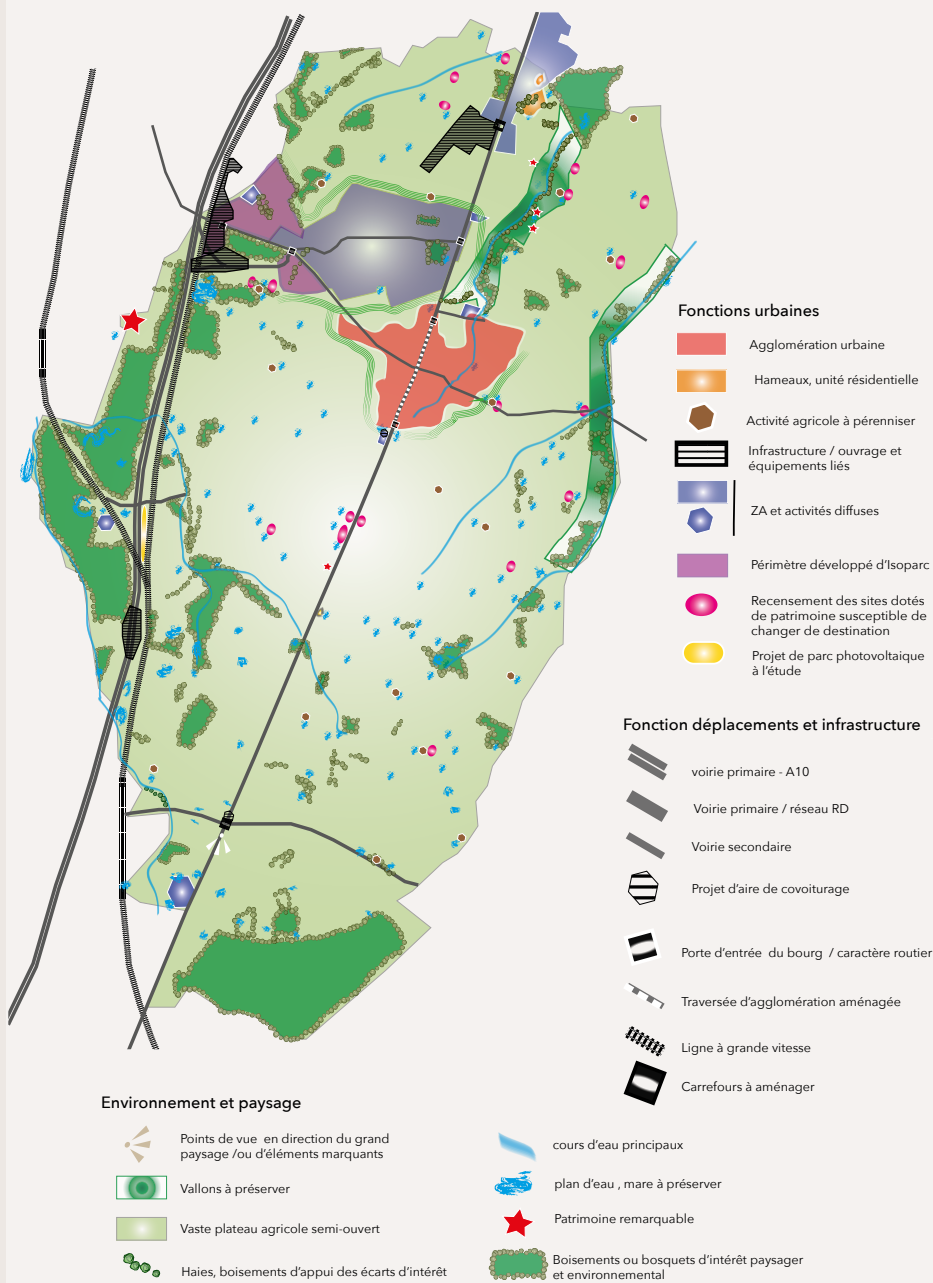 Fonctions urbaines
Agglomération urbaine
Hameaux, unité résidentielle
Activité agricole à pérenniser
Infrastructure / ouvrage et
équipements liés
ZA et activités diffuses
Périmètre développé d'Isoparc
Recensement des sites dotés
de patrimoine susceptible de
changer de destination
Projet de parc photovoltaique
à l'étude
Fonction déplacements et infrastructure
voirie primaire - A10
Voirie primaire / réseau RD
Voirie secondaire
Projet d'aire de covoiturage
Porte d'entrée du bourg / caractère routier
Traversée d'agglomération aménagée
Ligne à grande vitesse
Carrefours à aménager
Environnement et paysage
Points de vue en direction du grand
paysage /ou d'éléments marquants
Vallons à préserver
Vaste plateau agricole semi-ouvert
Haies, boisements d'appui des écarts d'intérêt
cours d'eau principaux
plan d'eau , mare à préserver
Patrimoine remarquable
Boisements ou bosquets d'intérêt paysager
et environnemental